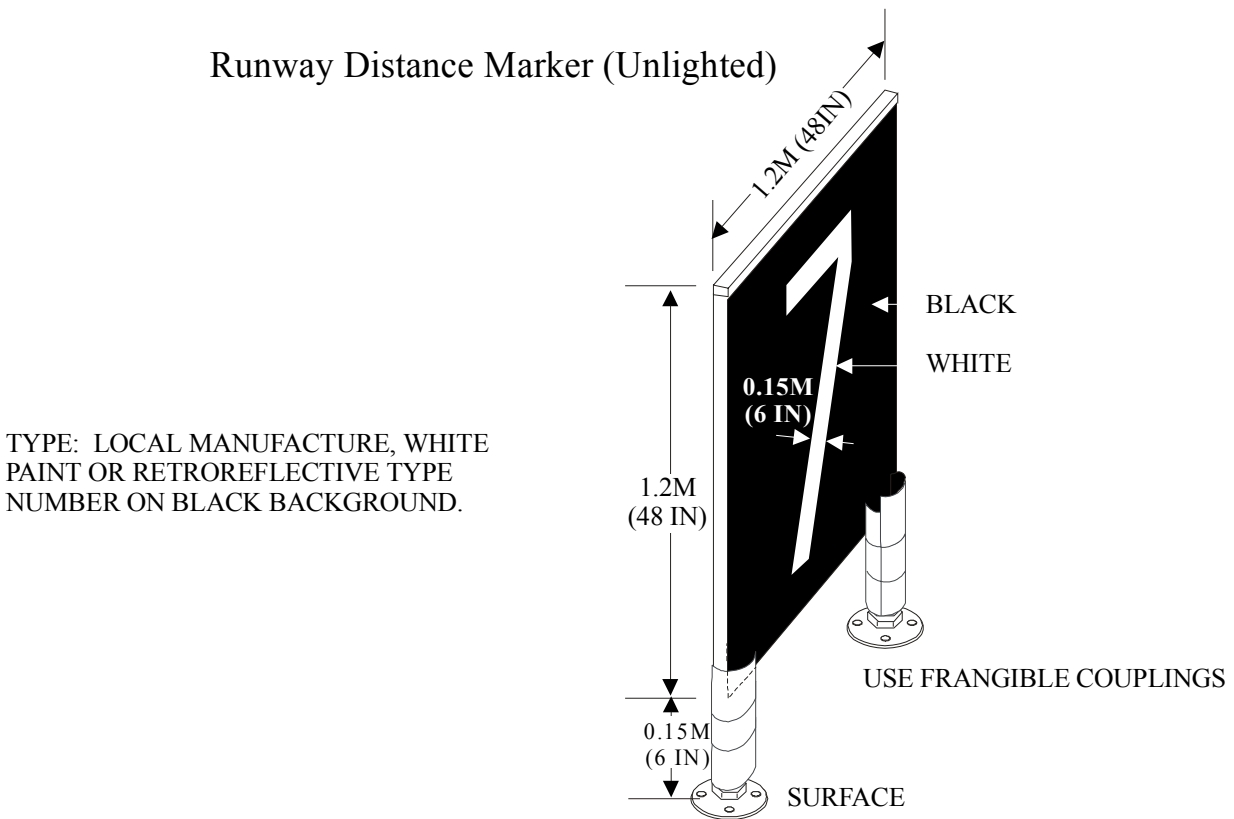 Runway Distance Marker (Unlighted)
1.2M (48IN)
BLACK
WHITE
7
0.15M
(6 IN)
TYPE: LOCAL MANUFACTURE, WHITE
PAINT OR RETROREFLECTIVE TYPE
NUMBER ON BLACK BACKGROUND.
1.2M
(48 IN)
USE FRANGIBLE COUPLINGS
0.15M
(6 IN)
SURFACE